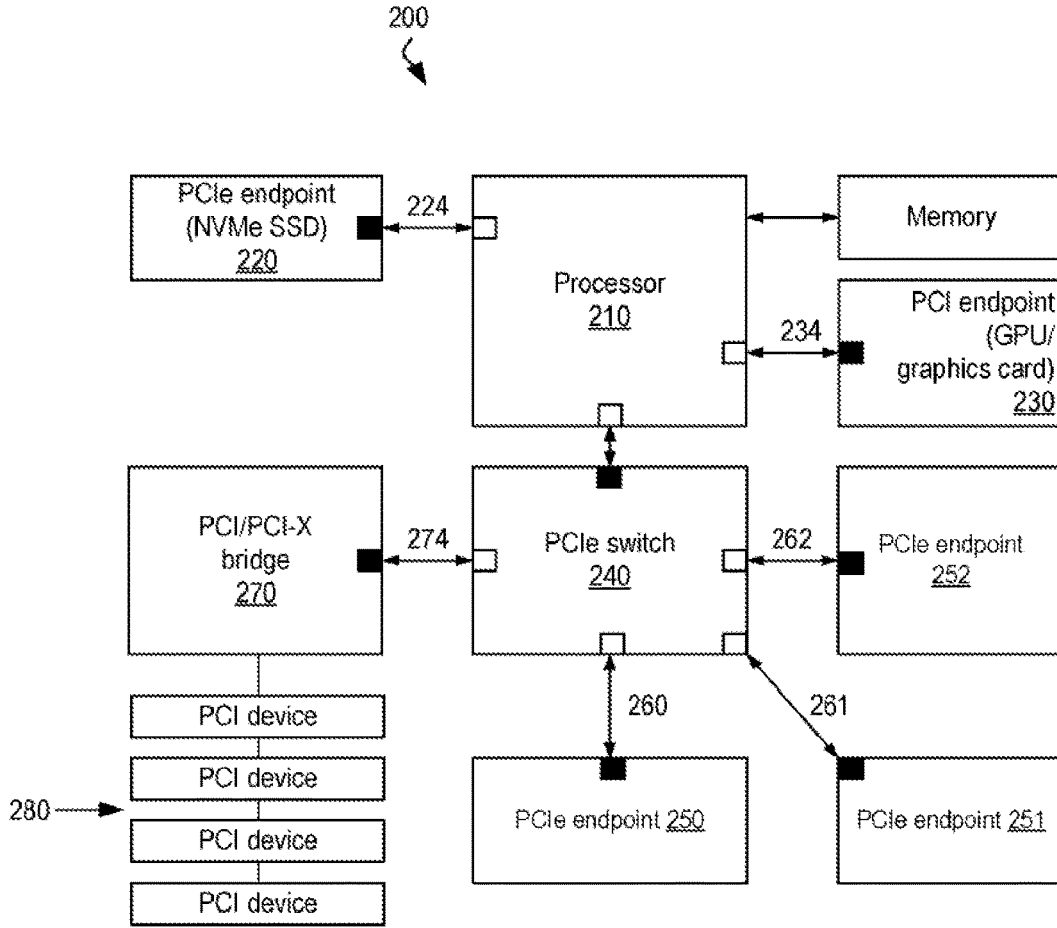 200
PCIe endpoint
(NVMe SSD)
220
224
Processor
210
Memory
234
PCI endpoint
(GPU/
graphics card)
230
PCI/PCI-X
bridge
270
274
PCIe switch
240
262
PCIe endpoint
252
260
261
PCI device
PCI device
PCI device
PCI device
280
PCIe endpoint 250
PCIe endpoint 251